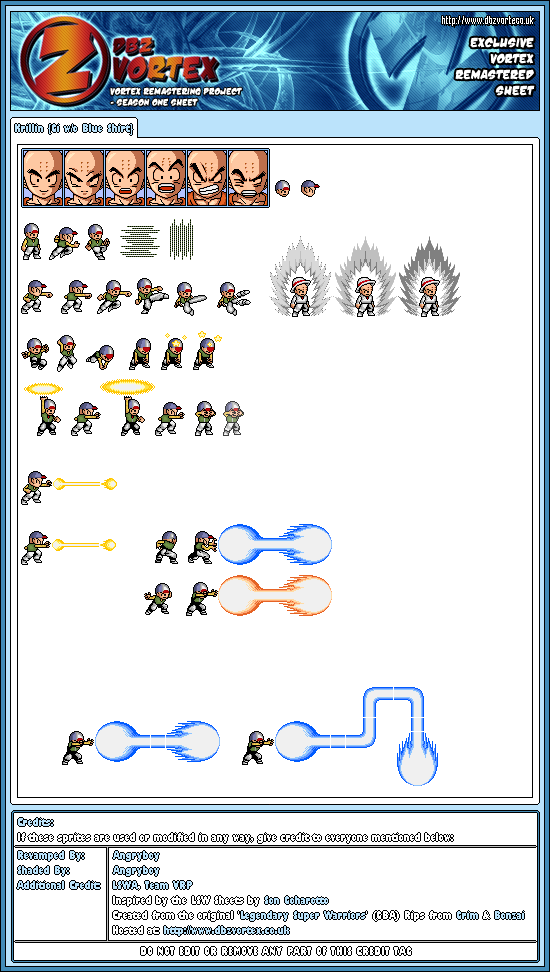 http://www.dbzvortex.co.uk
DBZ
VORTEX
VORTEX REMASTERING PROJECT
- SEASON ONE SHEET
EXCLUSIVE
VORTEX
REMASTERED
SHEET
Krillin (Gi w/o Blue Shirt)
Credits:
If these sprites are used or modified in any way, give credit to everyone mentioned below:
Revamped By: Angryboy
Shaded By: Angryboy
Additional Credit: LSWA, Team VRP
Inspired by the LSW Sheets by Son Goharotto
Created from the original 'Legendary Super Warriors' (GBA) Rips from Grim & Bonzai
Hosted at: http://www.dbzvortex.co.uk
DO NOT EDIT OR REMOVE ANY PART OF THIS CREDIT TAG